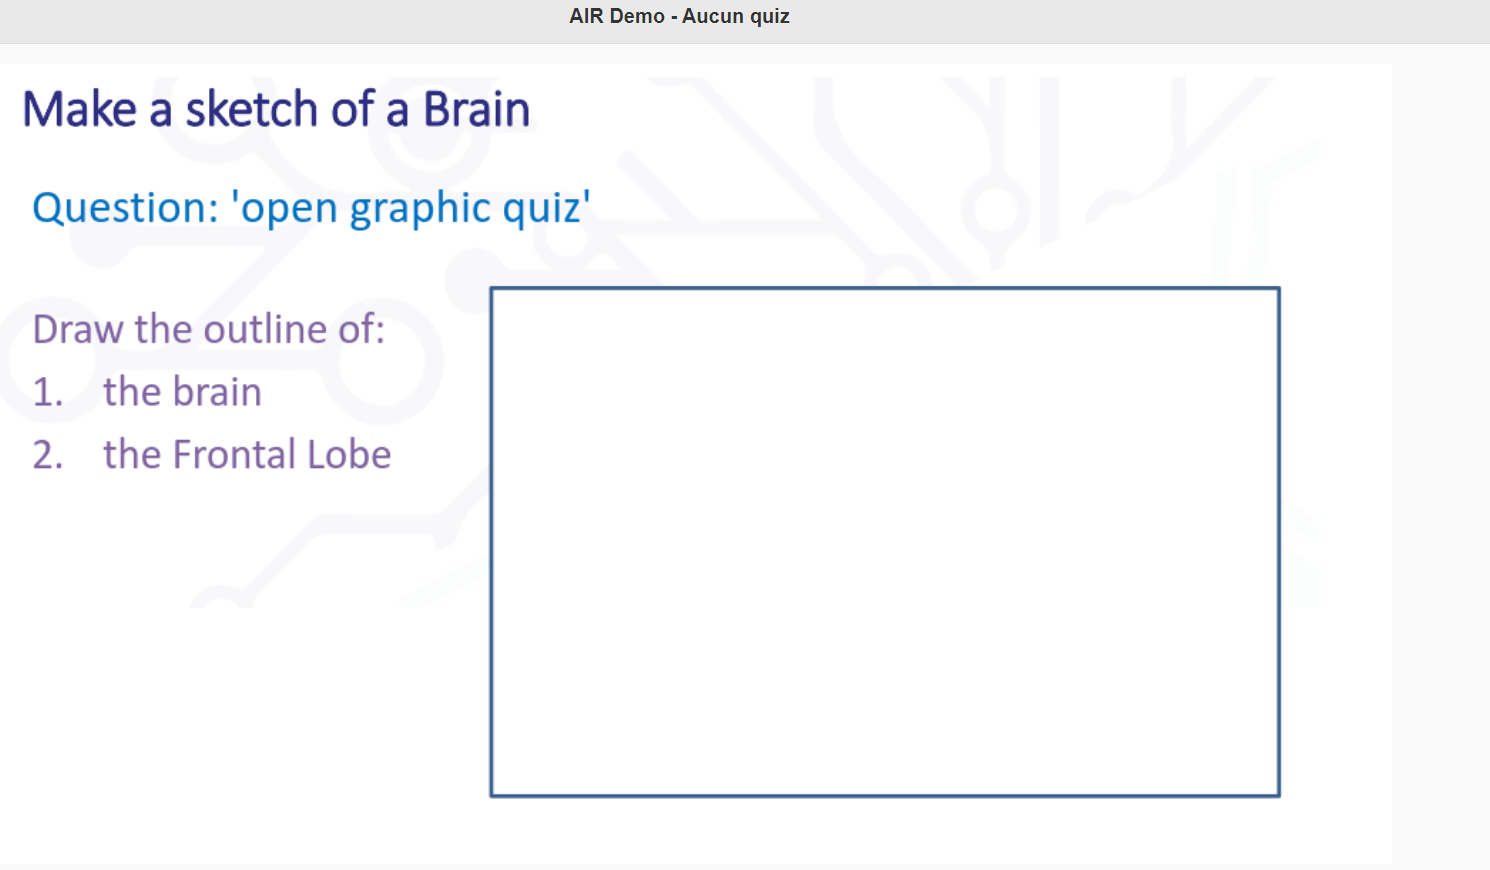 AIR Demo - Aucun quiz
Make a sketch of a Brain
Question: 'open graphic quiz'
Draw the outline of:
1. the brain
2. the Frontal Lobe